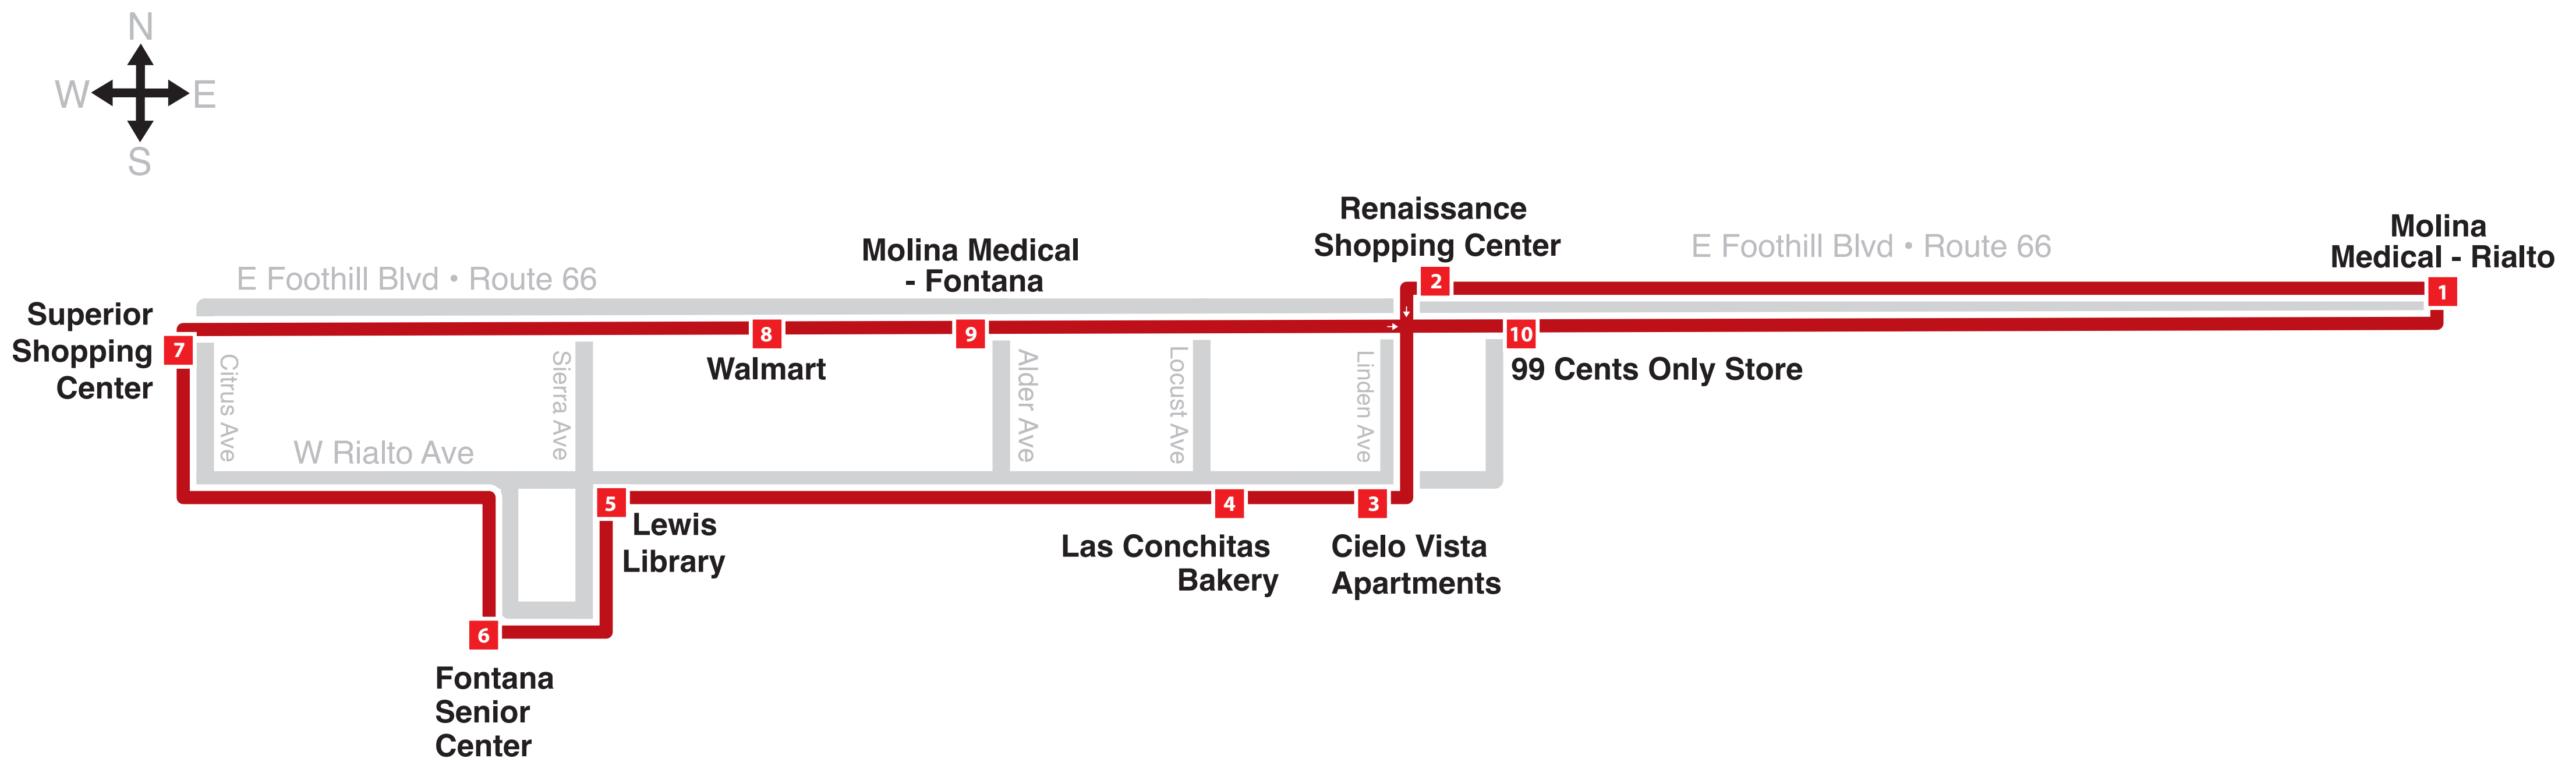 N
W
E
S
Renaissance
Shopping Center
2
E Foothill Blvd • Route 66
Molina
Medical - Rialto
1
E Foothill Blvd • Route 66
Molina Medical
- Fontana
Superior
Shopping
Center
7
8
Walmart
9
10
99 Cents Only Store
Citrus Ave
Sierra Ave
Alder Ave
Locust Ave
Linden Ave
W Rialto Ave
5
Lewis
Library
4
Las Conchitas
Bakery
3
Cielo Vista
Apartments
6
Fontana
Senior
Center